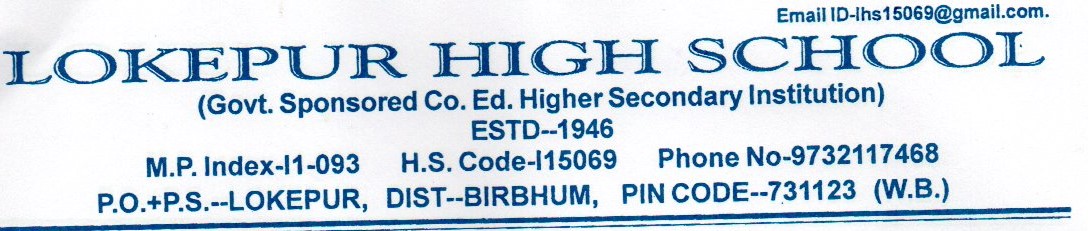 Email ID-lhs15069@gmail.com.
LOKEPUR HIGH SCHOOL
(Govt. Sponsored Co. Ed. Higher Secondary Institution)
ESTD--1946
M.P. Index-I1-093 H.S. Code-I15069 Phone No-9732117468
P.O.+P.S.--LOKEPUR, DIST--BIRBHUM, PIN CODE--731123 (W.B.)